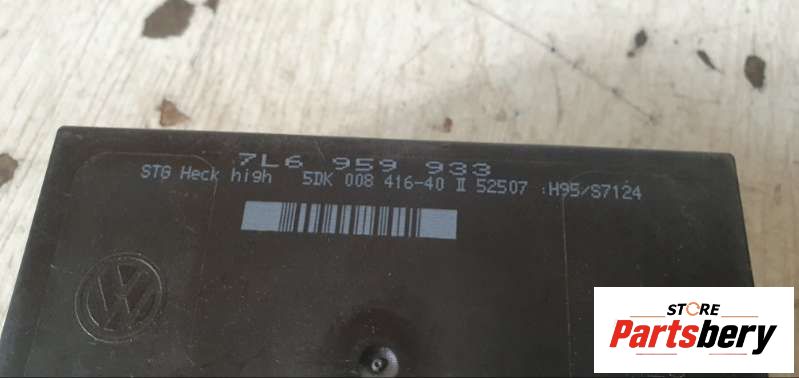 7L6 959 933
STG Heck high 5DK 008 416-40 II 52507 :H95/S7124
STORE
Partsbery